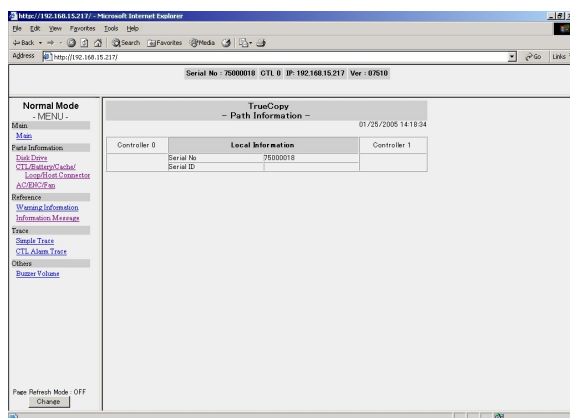 http://192.168.15.217/ - Microsoft Internet Explorer
File Edit View Favorites Tools Help
Back Search Favorites Media
Address http://192.168.15.217/ Go Links
Serial No : 75000018 CTL 0 IP: 192.168.15.217 Ver : 07510
Normal Mode
- MENU -
Main
Main
Parts Information
Disk Drive
CTL/Battery/Cache/
Loop/Host Connector
AC/ENC/Fan
Reference
Warning Information
Information Message
Trace
Simple Trace
CTL Alarm Trace
Others
Buzzer Volume
Page Refresh Mode : OFF
Change
TrueCopy
- Path Information -
01/25/2005 14:18:34
Controller 0 Local Information Controller 1
Serial No 75000018
Serial ID